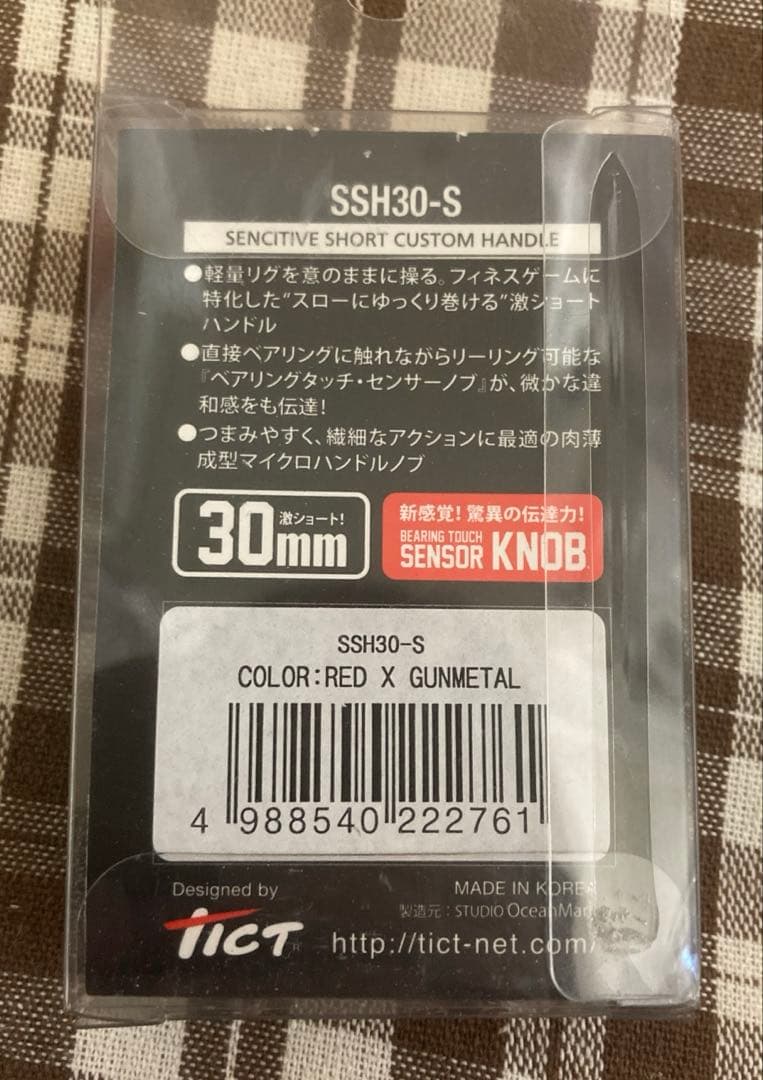 SSH30-S
SENCITIVE SHORT CUSTOM HANDLE
●軽量リグを意のままに操る。フィネスゲームに
特化した"スローにゆっくり巻ける"激ショート
ハンドル
●直接ベアリングに触れながらリーリング可能な
『ベアリングタッチ・センサーノブ』が、微かな違
和感をも伝達!
●つまみやすく、繊細なアクションに最適の肉薄
成型マイクロハンドルノブ
激ショート!
30mm
新感覚!驚異の伝達力!
BEARING TOUCH
SENSOR KNOB
SSH30-S
COLOR:RED X GUNMETAL
4 988540 222761
Designed by
TICT
MADE IN KOREA
製造元:STUDIO Ocean Mark
http://tict-net.com/